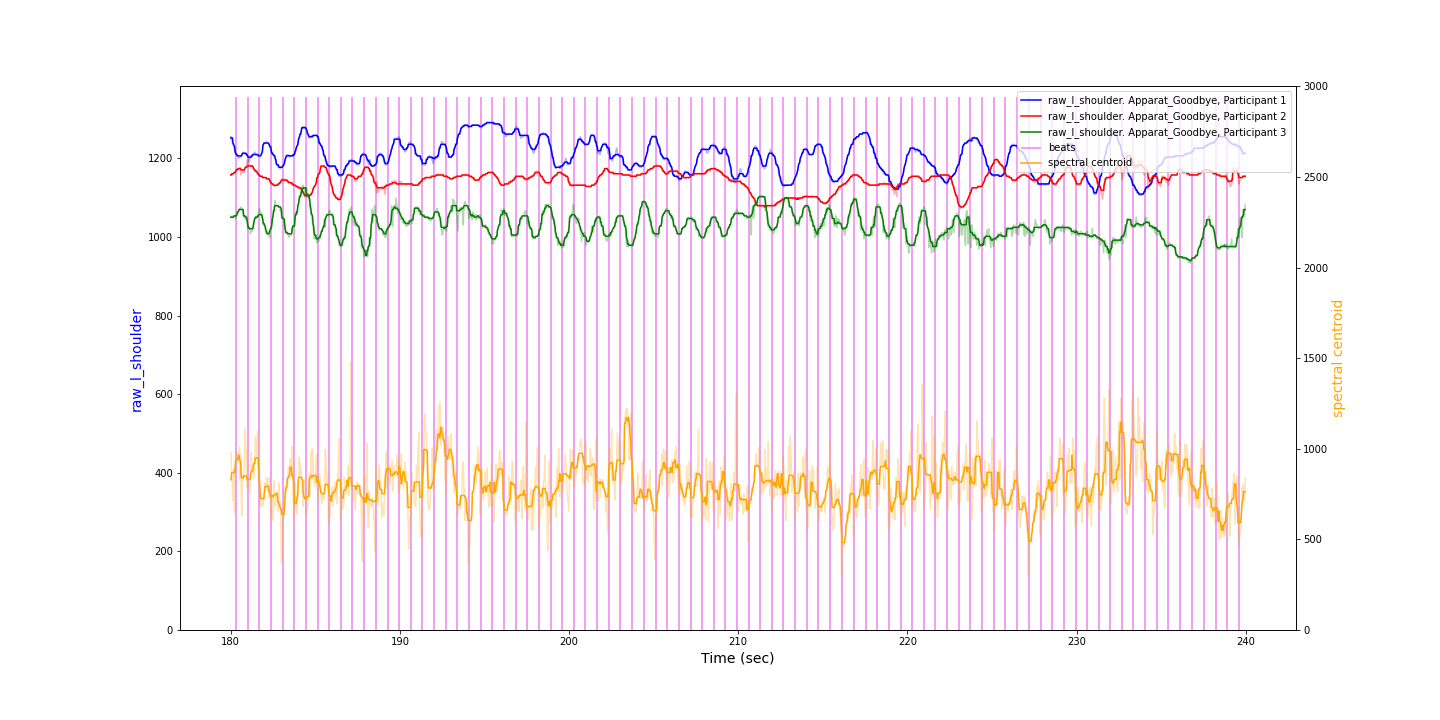 3000
raw_l_shoulder. Apparat_Goodbye, Participant 1
raw_l_shoulder. Apparat_Goodbye, Participant 2
raw_l_shoulder. Apparat_Goodbye, Participant 3
beats
spectral centroid
1200
1000
800
600
400
200
0
raw_l_shoulder
2500
2000
1500
1000
500
0
spectral centroid
180
190
200
210
220
230
240
Time (sec)